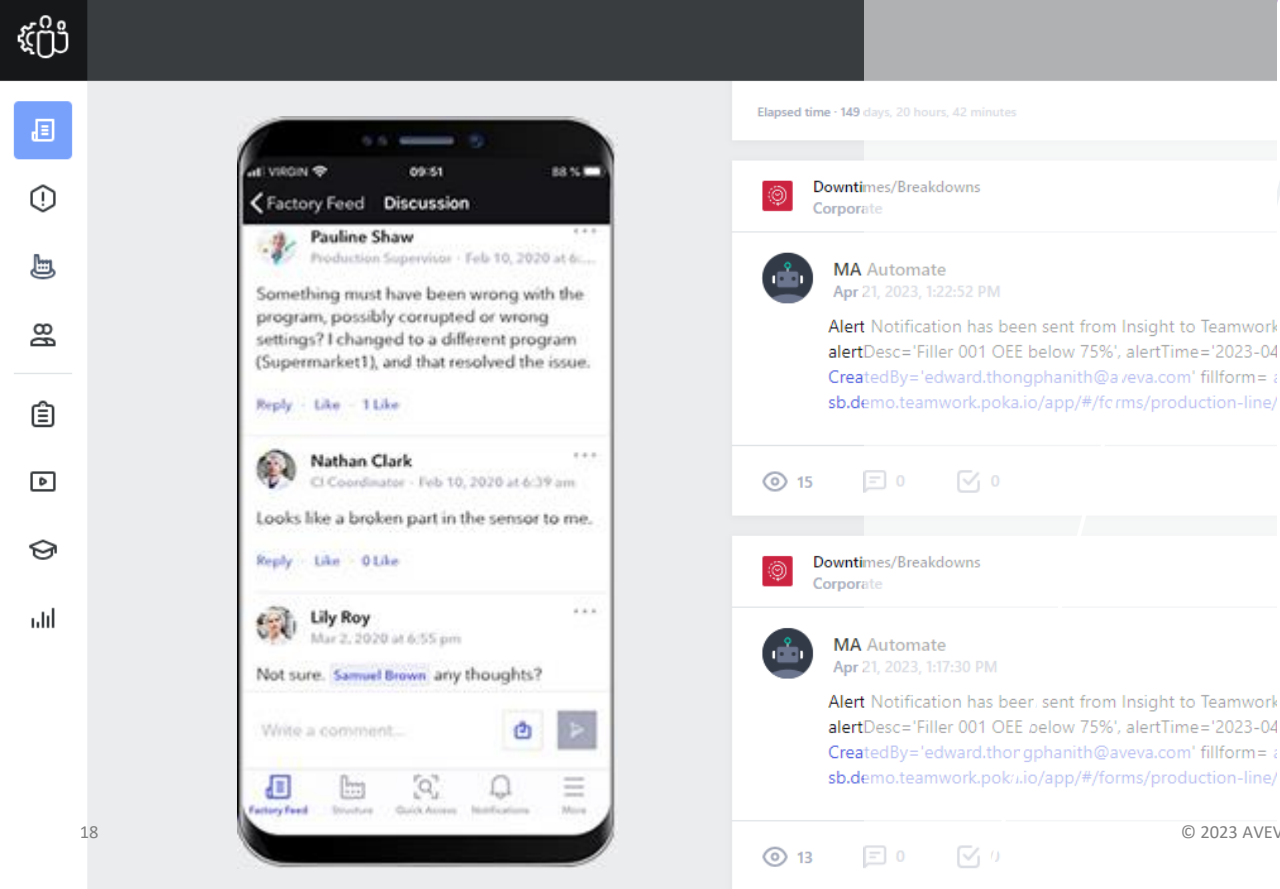 VIRGIN
09:51
88 %
Factory Feed Discussion
Pauline Shaw
Production Supervisor · Feb 10, 2020 at 6:...
Something must have been wrong with the
program, possibly corrupted or wrong
settings? I changed to a different program
(Supermarket1), and that resolved the issue.
Reply · Like · 1 Like
Nathan Clark
CI Coordinator · Feb 10, 2020 at 6:39 am
Looks like a broken part in the sensor to me.
Reply · Like · 0 Like
Lily Roy
Mar 2, 2020 at 6:55 pm
Not sure. Samuel Brown any thoughts?
Write a comment...
Factory Feed Structure Quick Access Notifications More
18
Elapsed time · 149 days, 20 hours, 42 minutes
Downtimes/Breakdowns
Corporate
MA Automate
Apr 21, 2023, 1:22:52 PM
Alert Notification has been sent from Insight to Teamwork
alertDesc='Filler 001 OEE below 75%', alertTime='2023-04
CreatedBy='edward.thongphanith@aveva.com' fillform=
sb.demo.teamwork.poka.io/app/#/forms/production-line/
15 0 0
Downtimes/Breakdowns
Corporate
MA Automate
Apr 21, 2023, 1:17:30 PM
Alert Notification has been sent from Insight to Teamwork
alertDesc='Filler 001 OEE below 75%', alertTime='2023-04
CreatedBy='edward.thongphanith@aveva.com' fillform=
sb.demo.teamwork.poka.io/app/#/forms/production-line/
© 2023 AVEV
13 0